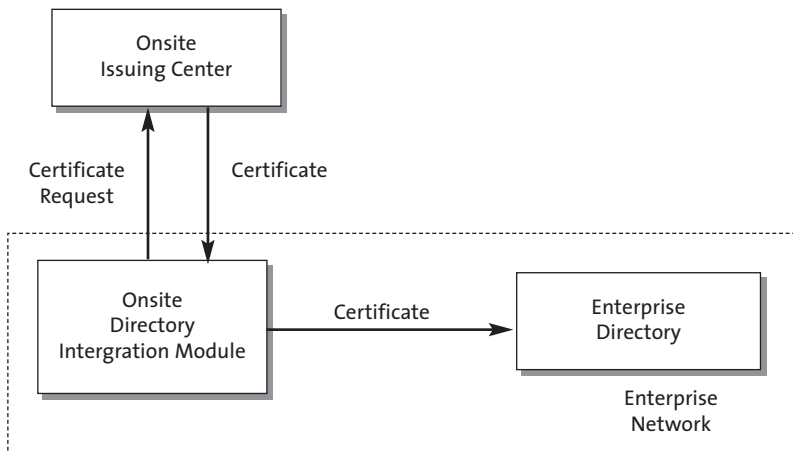 Onsite
Issuing Center
Certificate
Request
Certificate
Onsite
Directory
Intergration Module
Certificate
Enterprise
Directory
Enterprise
Network